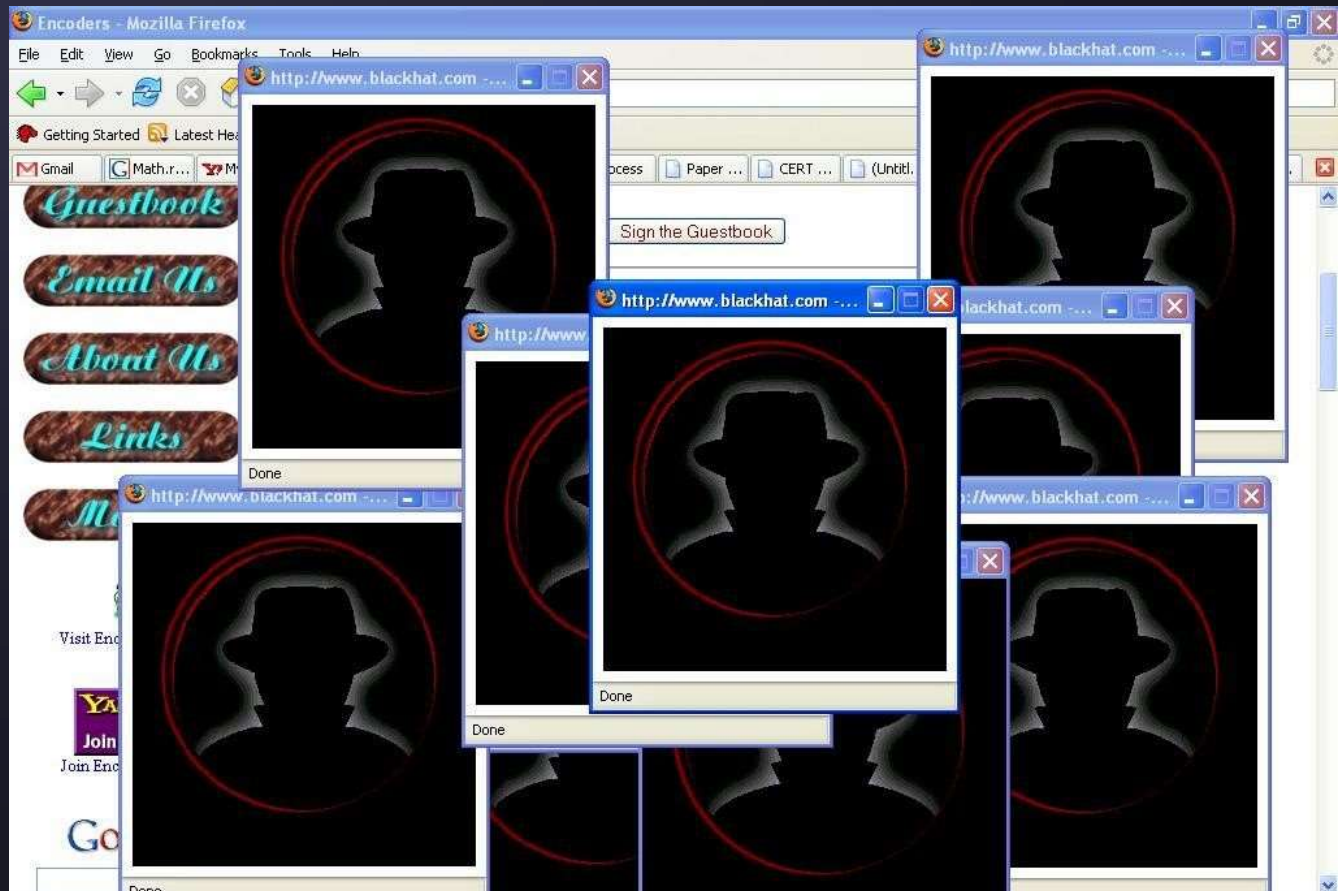 Encoders - Mozilla Firefox
File Edit View Go Bookmarks Tools Help
http://www.blackhat.com -...
http://www.blackhat.com -...
Getting Started Latest Hea
Gmail Math.r... Paper ... CERT ... (Untitl.
Guestbook
Sign the Guestbook
Email Us
http://www.blackhat.com -...
lackhat.com -...
http://www
About Us
Links
Done
http://www.blackhat.com -...
://www.blackhat.com -...
Visit Enc
Done
YA
Done
Join
Join Enc
Go
Done